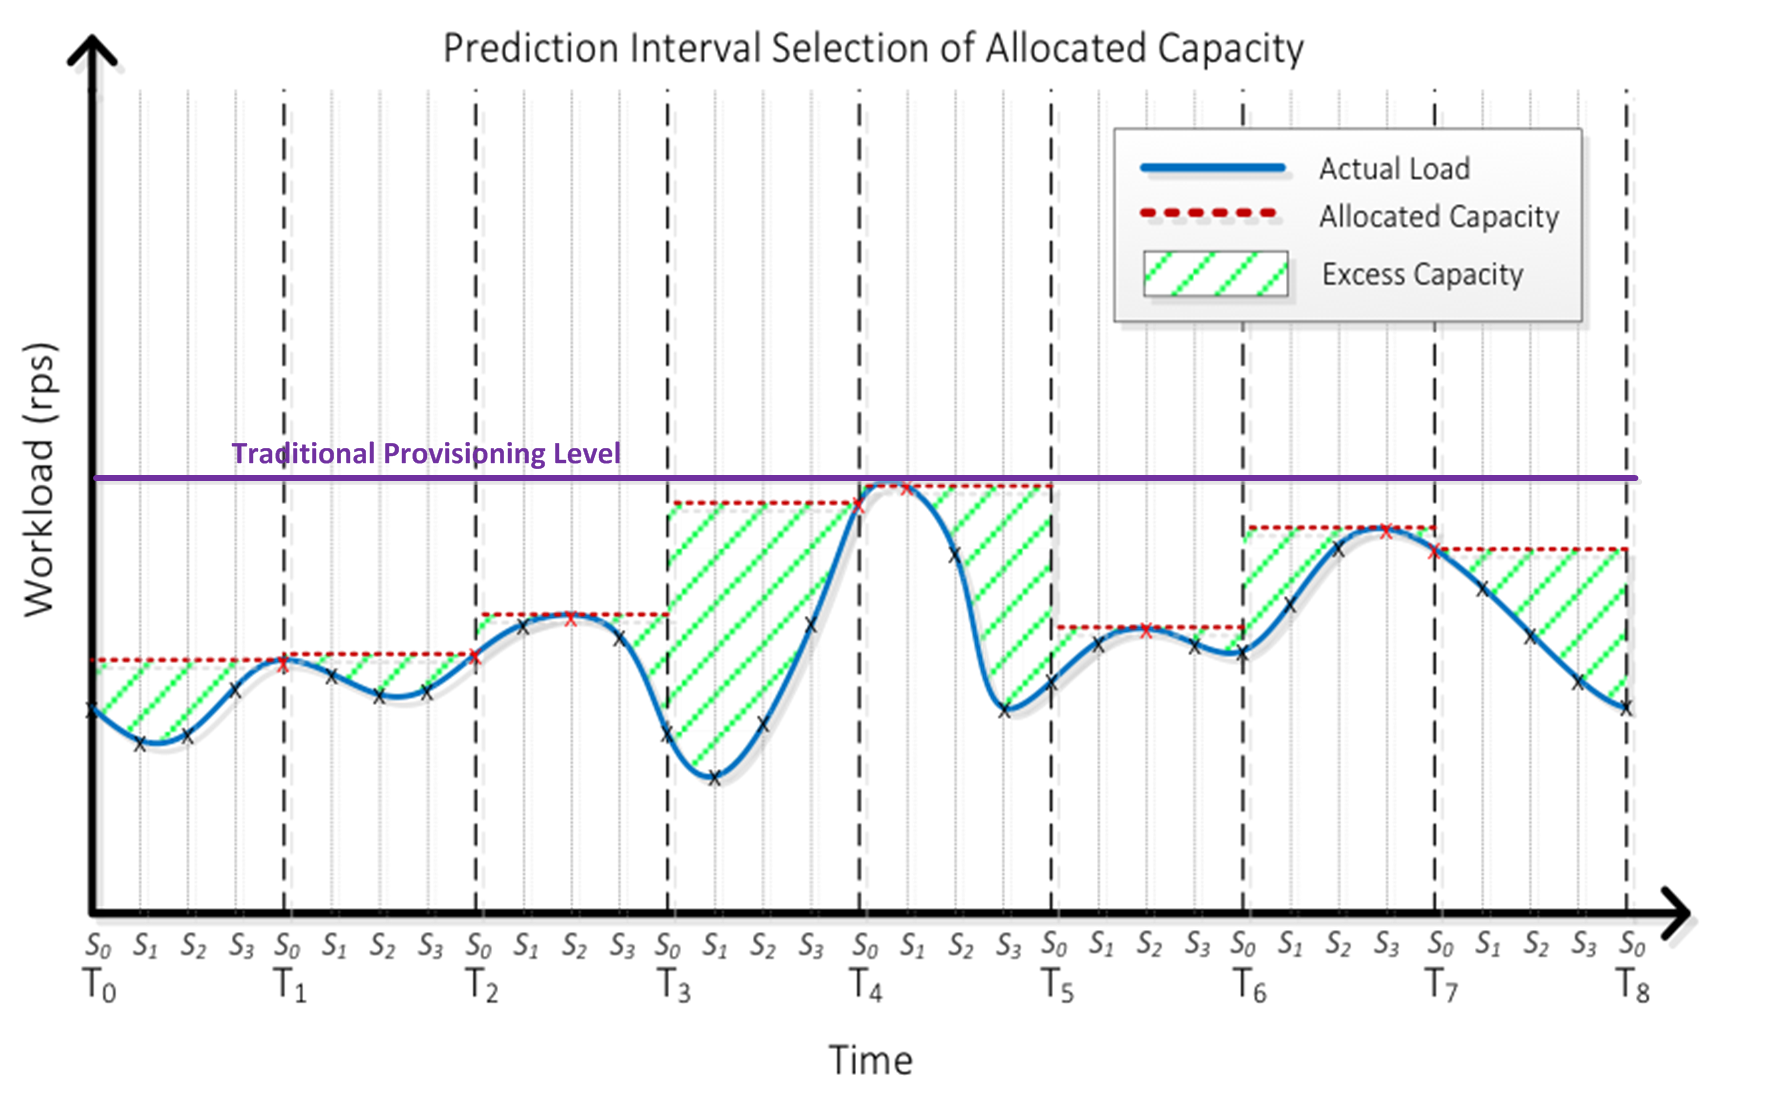 Prediction Interval Selection of Allocated Capacity
Actual Load
Allocated Capacity
Excess Capacity
Workload (rps)
Traditional Provisioning Level
S0 S1 S2 S3 S0 S1 S2 S3 S0 S1 S2 S3 S0 S1 S2 S3 S0 S1 S2 S3 S0 S1 S2 S3 S0 S1 S2 S3 S0 S1 S2 S3 S0
T0 T1 T2 T3 T4 T5 T6 T7 T8
Time